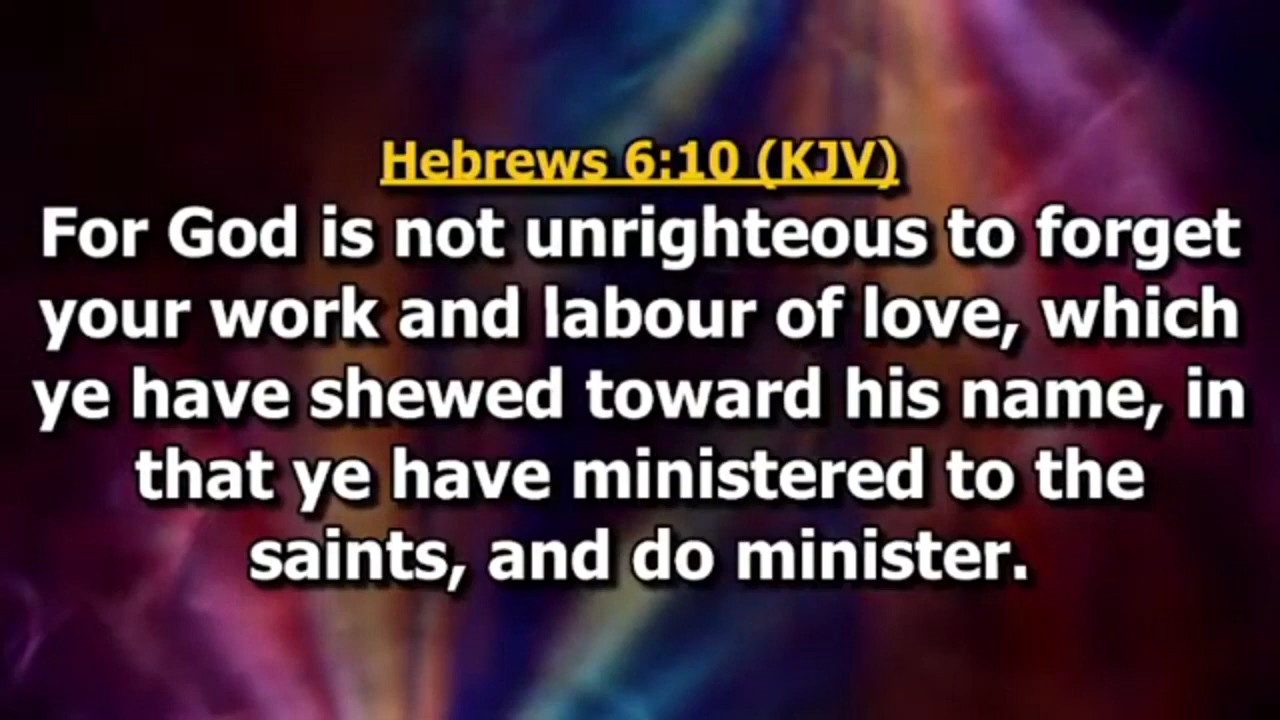 Hebrews 6:10 (KJV)
For God is not unrighteous to forget
your work and labour of love, which
ye have shewed toward his name, in
that ye have ministered to the
saints, and do minister.